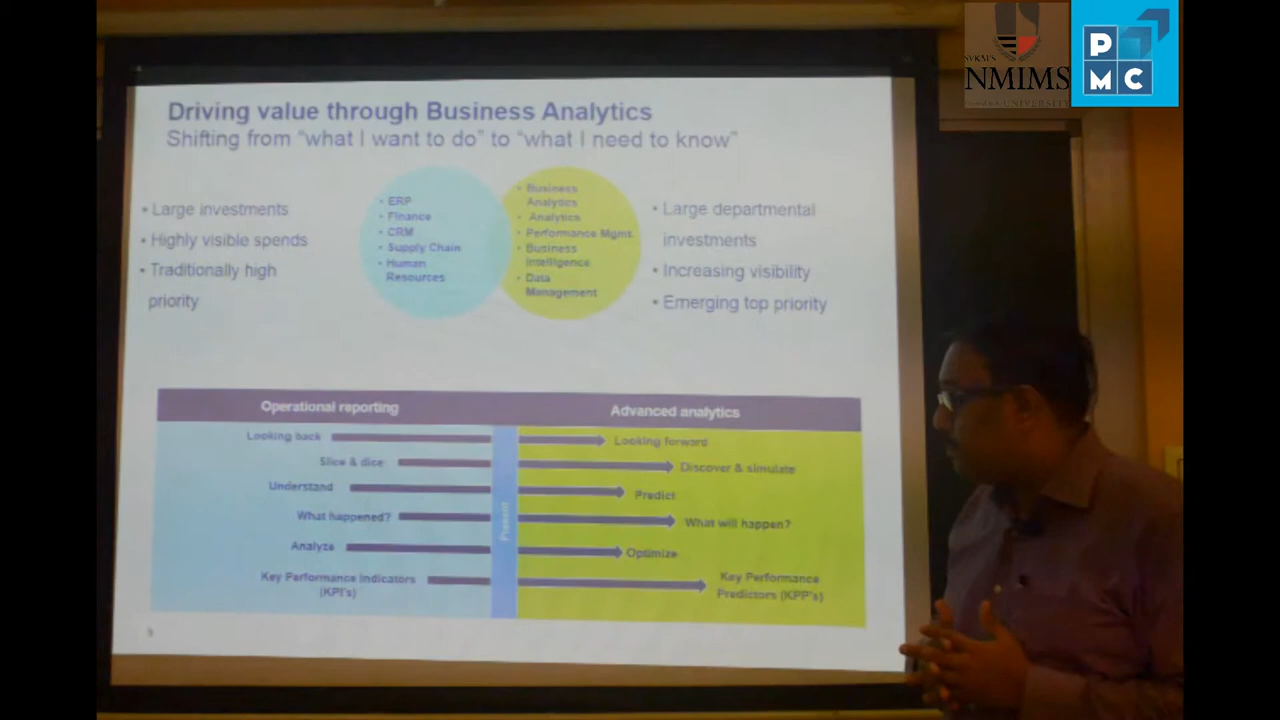 SVKM'S
NMIMS
UNIVERSITY
P
M C
Driving value through Business Analytics
Shifting from "what I want to do" to "what I need to know"
• Large investments
• Highly visible spends
• Traditionally high
priority
• ERP
• Finance
• CRM
• Supply Chain
• Human
Resources
• Business
Analytics
• Analytics
• Performance Mgmt.
• Business
Intelligence
• Data
Management
• Large departmental
investments
• Increasing visibility
• Emerging top priority
Operational reporting
Advanced analytics
Looking back
Looking forward
Slice & dice
Discover & simulate
Understand
Predict
What happened?
What will happen?
Analyze
Optimize
Key Performance Indicators
(KPI's)
Key Performance
Predictors (KPP's)
Present